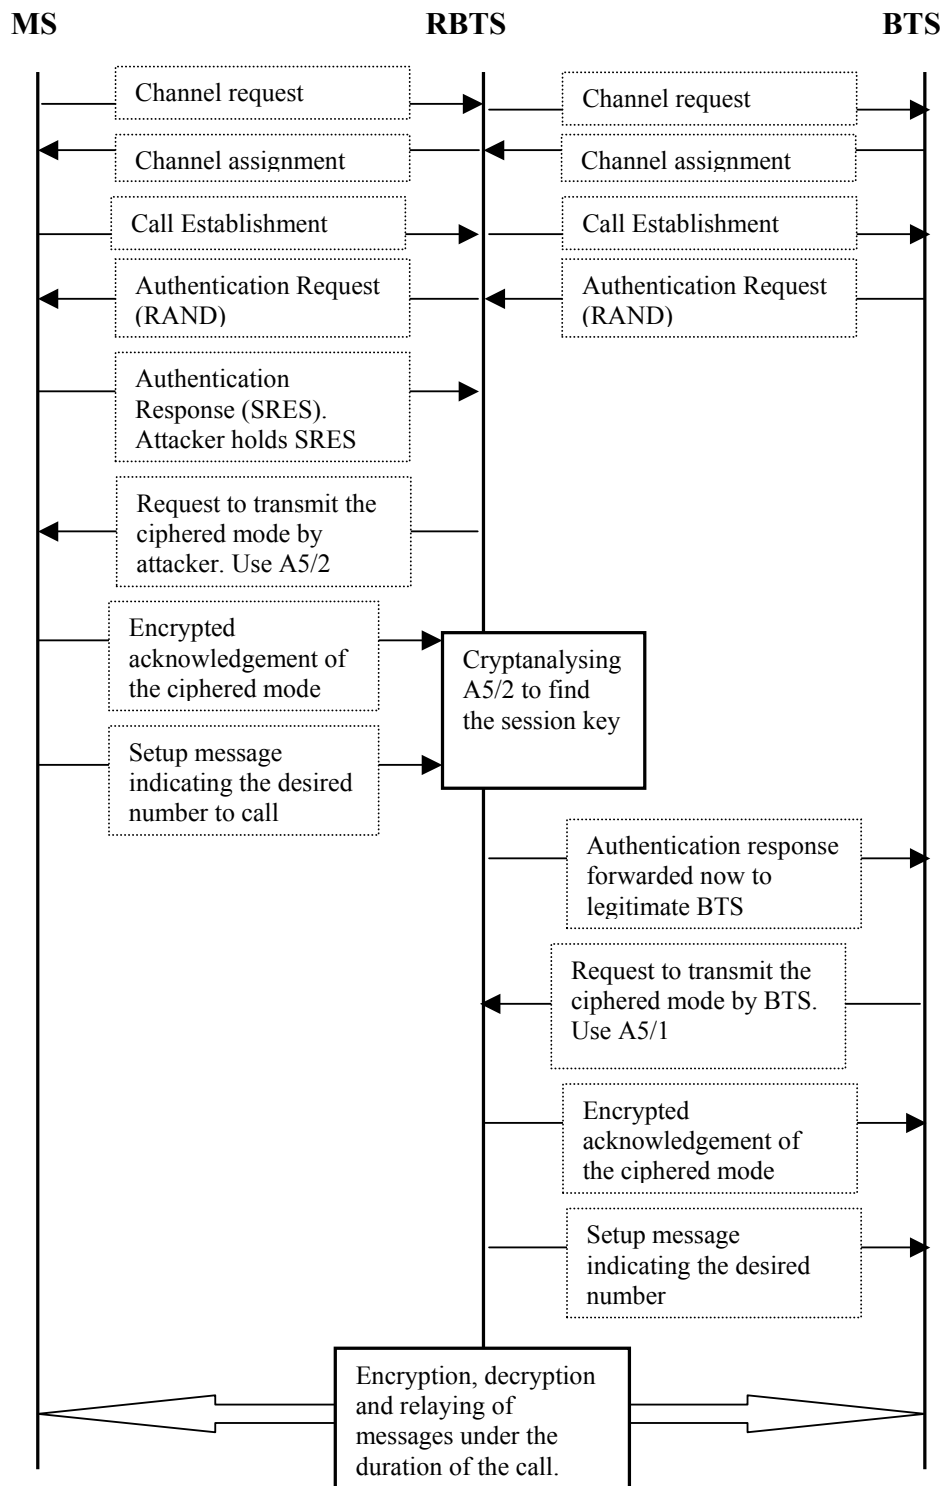 MS
RBTS
BTS
Channel request
Channel request
Channel assignment
Channel assignment
Call Establishment
Call Establishment
Authentication Request
(RAND)
Authentication Request
(RAND)
Authentication
Response (SRES).
Attacker holds SRES
Request to transmit the
ciphered mode by
attacker. Use A5/2
Encrypted
acknowledgement of
the ciphered mode
Cryptanalysing
A5/2 to find
the session key
Setup message
indicating the desired
number to call
Authentication response
forwarded now to
legitimate BTS
Request to transmit the
ciphered mode by BTS.
Use A5/1
Encrypted
acknowledgement of
the ciphered mode
Setup message
indicating the desired
number
Encryption, decryption
and relaying of
messages under the
duration of the call.